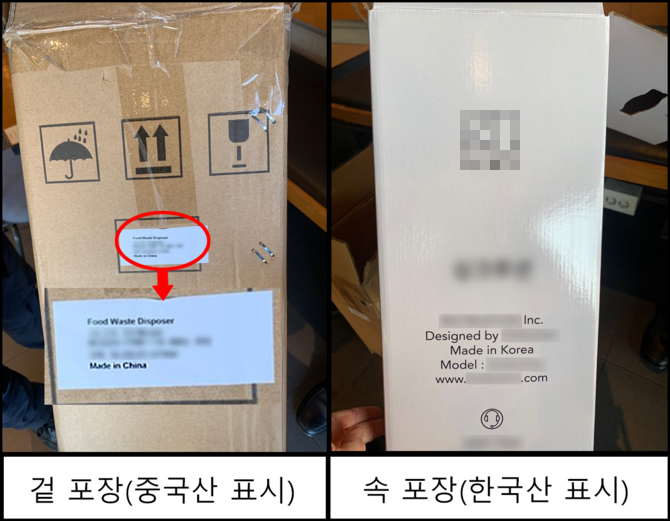 Food Waste Disposer
Made in China
Food Waste Disposer
Made in China
겉 포장(중국산 표시)
Inc.
Designed by
Made in Korea
Model :
www. .com
속 포장(한국산 표시)